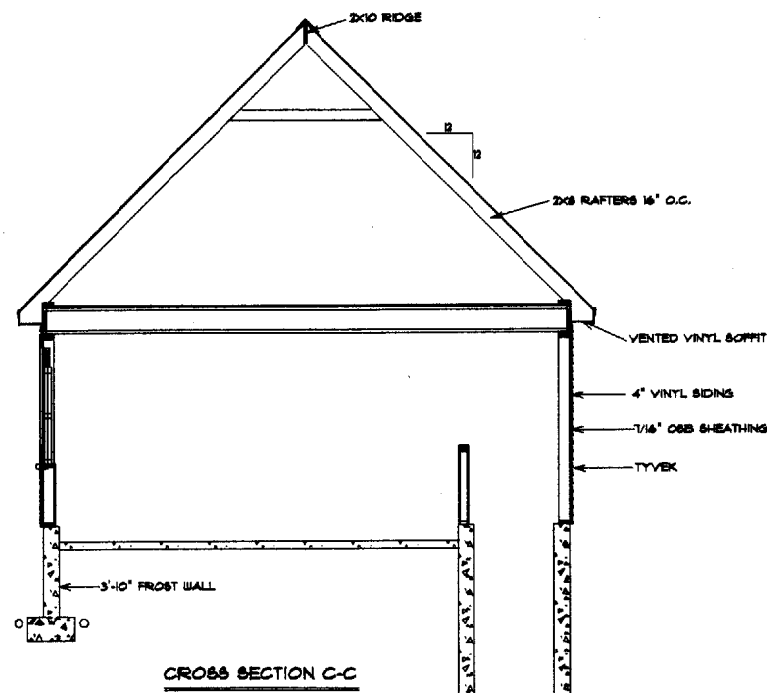 2X10 RIDGE
12
12
2X8 RAFTERS 16" O.C.
VENTED VINYL SOFFIT
4" VINYL SIDING
7/16" OSB SHEATHING
TYVEK
3'-10" FROST WALL
CROSS SECTION C-C